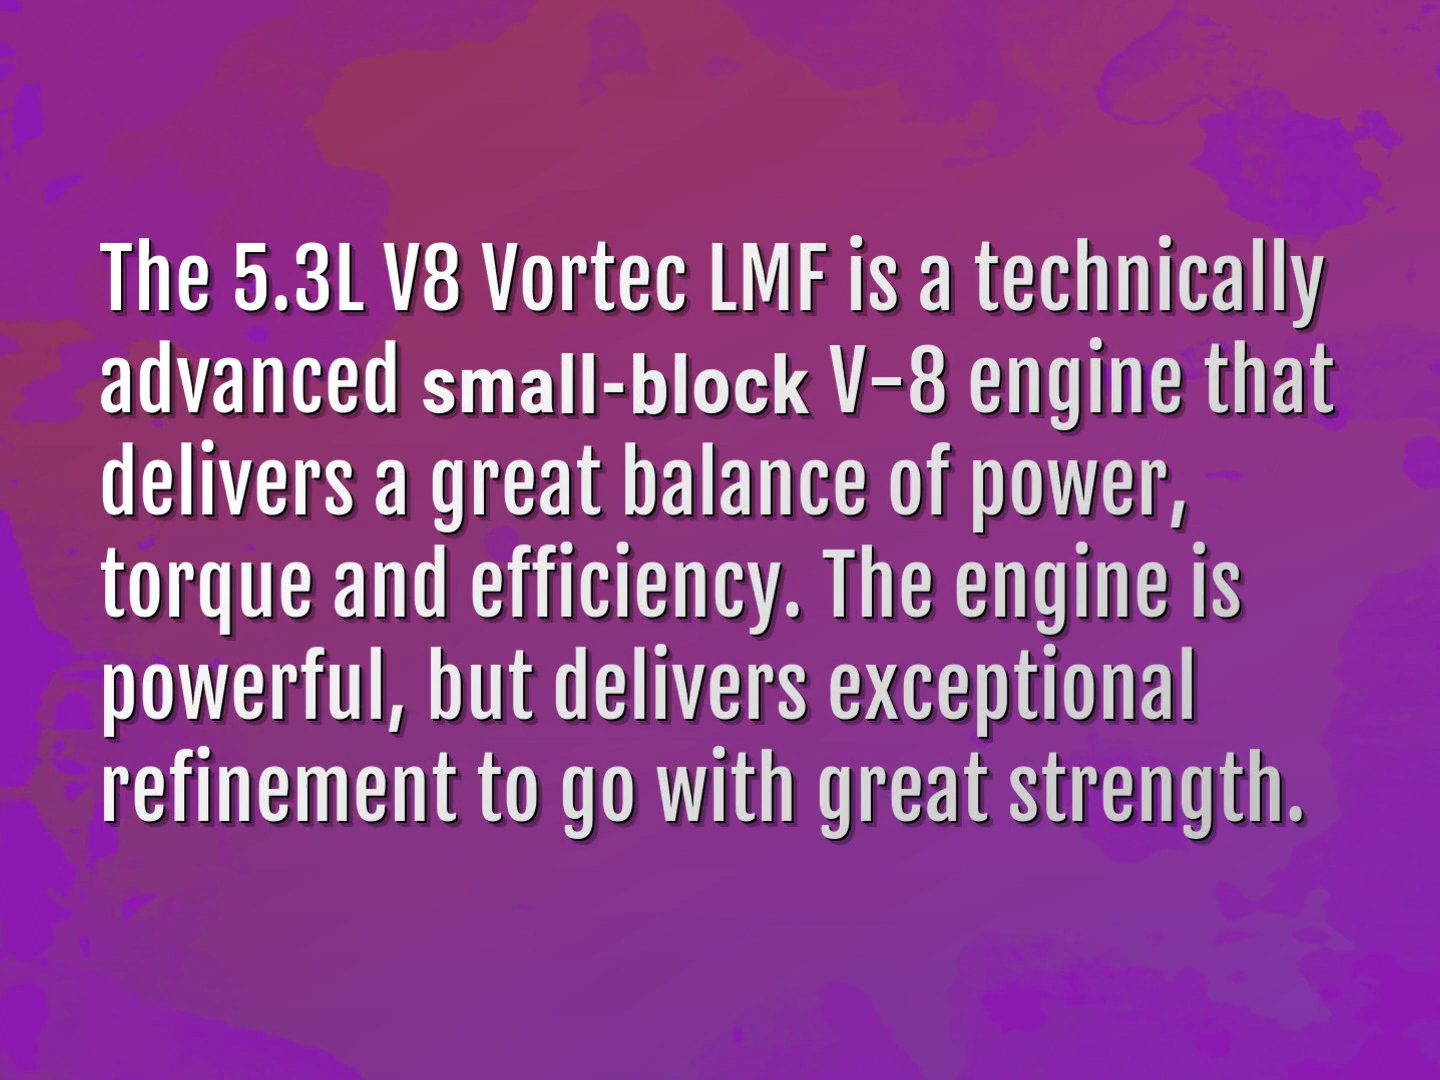 The 5.3L V8 Vortec LMF is a technically
advanced small-block V-8 engine that
delivers a great balance of power,
torque and efficiency. The engine is
powerful, but delivers exceptional
refinement to go with great strength.